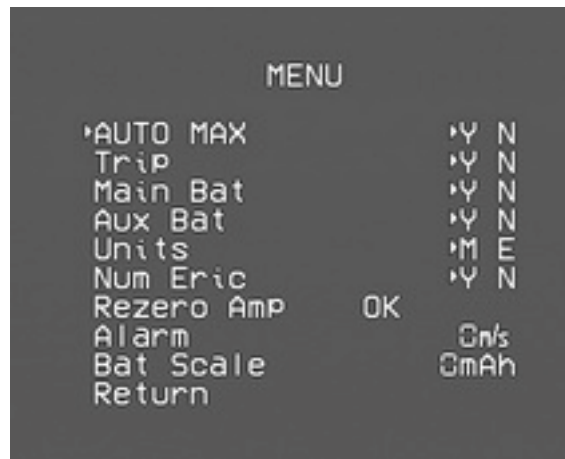 MENU
AUTO MAX Y N
Trip Y N
Main Bat Y N
Aux Bat Y N
Units M E
Num Eric Y N
Rezero Amp OK
Alarm 0m/s
Bat Scale 0mAh
Return